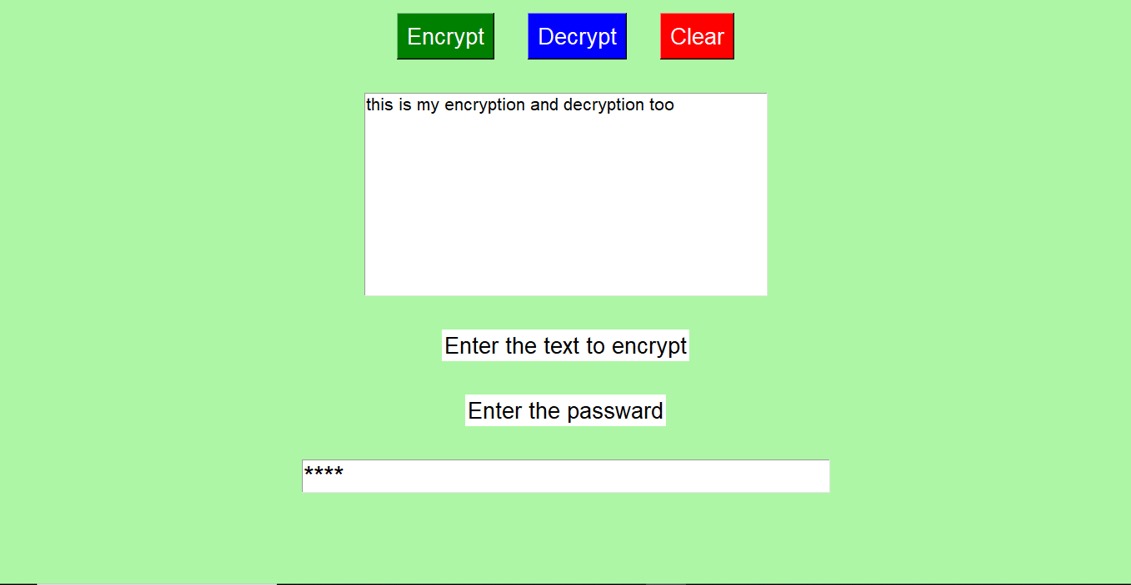 Encrypt Decrypt Clear
this is my encryption and decryption too
Enter the text to encrypt
Enter the passward
****